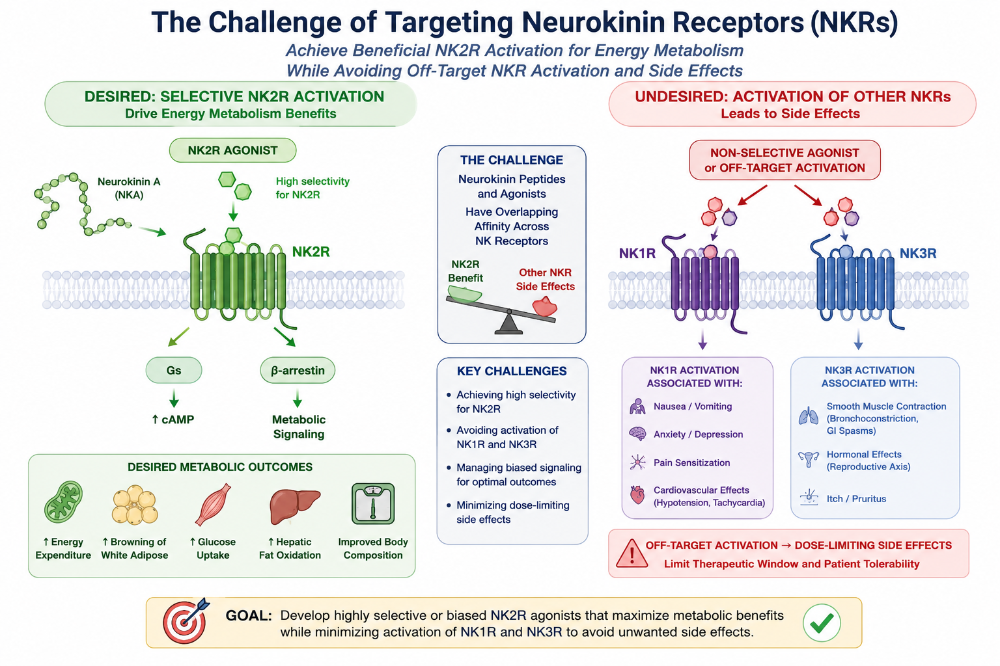 The Challenge of Targeting Neurokinin Receptors (NKRs)
Achieve Beneficial NK2R Activation for Energy Metabolism
While Avoiding Off-Target NKR Activation and Side Effects
DESIRED: SELECTIVE NK2R ACTIVATION
Drive Energy Metabolism Benefits
NK2R AGONIST
Neurokinin A
(NKA)
High selectivity
for NK2R
NK2R
Gs
β-arrestin
↑ cAMP
Metabolic
Signaling
DESIRED METABOLIC OUTCOMES
↑ Energy
Expenditure
↑ Browning of
White Adipose
↑ Glucose
Uptake
↑ Hepatic
Fat Oxidation
Improved Body
Composition
THE CHALLENGE
Neurokinin Peptides
and Agonists
Have Overlapping
Affinity Across
NK Receptors
NK2R
Benefit
Other NKR
Side Effects
KEY CHALLENGES
• Achieving high selectivity
for NK2R
• Avoiding activation of
NK1R and NK3R
• Managing biased signaling
for optimal outcomes
• Minimizing dose-limiting
side effects
UNDESIRED: ACTIVATION OF OTHER NKRs
Leads to Side Effects
NON-SELECTIVE AGONIST
or OFF-TARGET ACTIVATION
NK1R
NK3R
NK1R ACTIVATION
ASSOCIATED WITH:
Nausea / Vomiting
Anxiety / Depression
Pain Sensitization
Cardiovascular Effects
(Hypotension, Tachycardia)
NK3R ACTIVATION
ASSOCIATED WITH:
Smooth Muscle Contraction
(Bronchoconstriction,
GI Spasms)
Hormonal Effects
(Reproductive Axis)
Itch / Pruritus
OFF-TARGET ACTIVATION → DOSE-LIMITING SIDE EFFECTS
Limit Therapeutic Window and Patient Tolerability
GOAL: Develop highly selective or biased NK2R agonists that maximize metabolic benefits
while minimizing activation of NK1R and NK3R to avoid unwanted side effects.